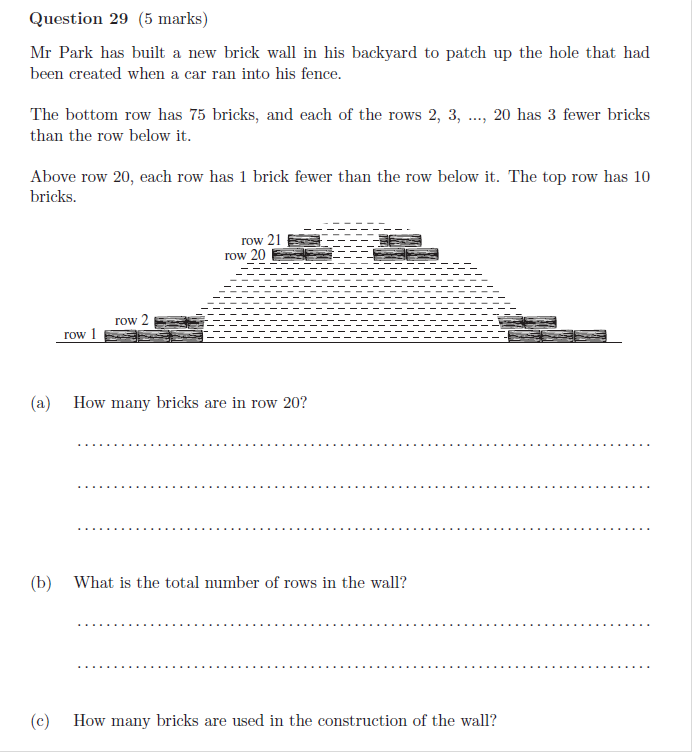 Question 29 (5 marks)
Mr Park has built a new brick wall in his backyard to patch up the hole that had
been created when a car ran into his fence.
The bottom row has 75 bricks, and each of the rows 2, 3, ..., 20 has 3 fewer bricks
than the row below it.
Above row 20, each row has 1 brick fewer than the row below it. The top row has 10
bricks.
row 21
row 20
row 2
row 1
(a) How many bricks are in row 20?
(b) What is the total number of rows in the wall?
(c) How many bricks are used in the construction of the wall?